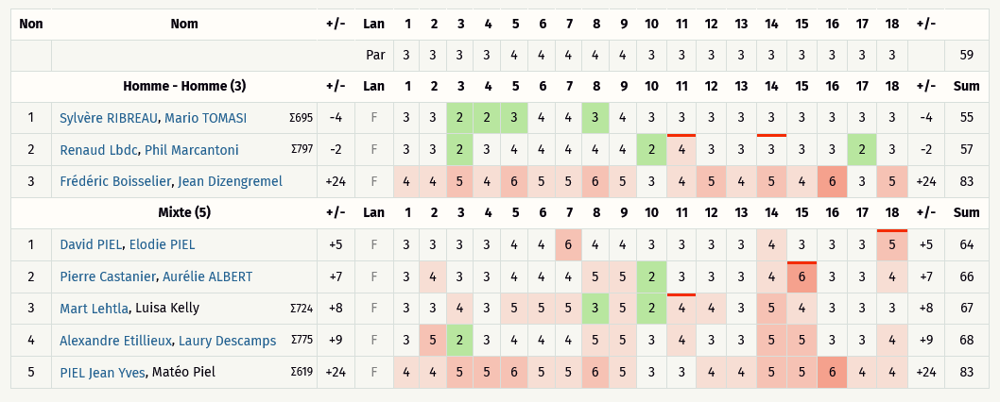 Non Nom +/- Lan 1 2 3 4 5 6 7 8 9 10 11 12 13 14 15 16 17 18 +/-
Par 3 3 3 3 4 4 4 4 4 3 3 3 3 3 3 3 3 3 59
Homme - Homme (3) +/- Lan 1 2 3 4 5 6 7 8 9 10 11 12 13 14 15 16 17 18 +/- Sum
1 Sylvère RIBREAU, Mario TOMASI Σ695 -4 F 3 3 2 2 3 4 4 3 4 3 3 3 3 3 3 3 3 3 -4 55
2 Renaud Lbdc, Phil Marcantoni Σ797 -2 F 3 3 2 3 4 4 4 4 4 2 4 3 3 3 3 3 2 3 -2 57
3 Frédéric Boisselier, Jean Dizengremel +24 F 4 4 5 4 6 5 5 6 5 3 4 5 4 5 4 6 3 5 +24 83
Mixte (5) +/- Lan 1 2 3 4 5 6 7 8 9 10 11 12 13 14 15 16 17 18 +/- Sum
1 David PIEL, Elodie PIEL +5 F 3 3 3 3 4 4 6 4 4 3 3 3 3 4 3 3 3 5 +5 64
2 Pierre Castanier, Aurélie ALBERT +7 F 3 4 3 3 4 4 4 5 5 2 3 3 3 4 6 3 3 4 +7 66
3 Mart Lehtla, Luisa Kelly Σ724 +8 F 3 3 4 3 5 5 5 3 5 2 4 4 3 5 4 3 3 3 +8 67
4 Alexandre Etillieux, Laury Descamps Σ775 +9 F 3 5 2 3 4 4 4 5 5 3 4 3 3 5 5 3 3 4 +9 68
5 PIEL Jean Yves, Matéo Piel Σ619 +24 F 4 4 5 5 6 5 5 6 5 3 3 4 4 5 5 6 4 4 +24 83